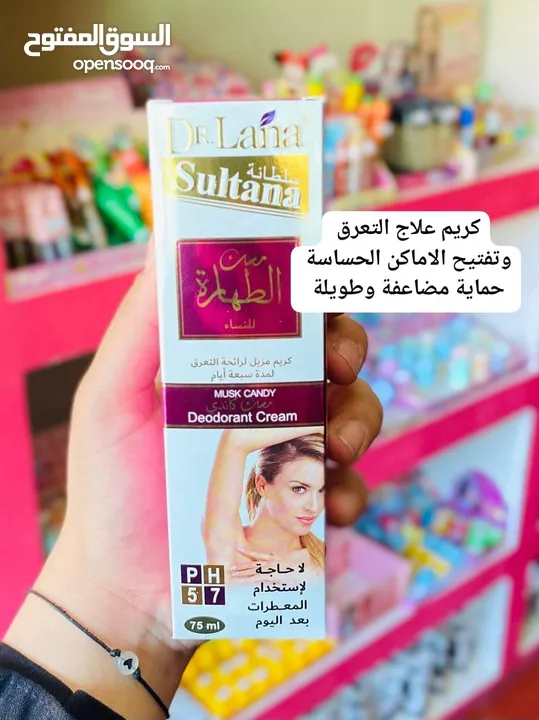 السوق المفتوح
opensooq.com
DR. Lana
سلطانة
Sultana
مسك
الطهارة
للنساء
كريم مزيل لرائحة التعرق
لمدة سبعة أيام
MUSK CANDY
مسك كاندي
Deodorant Cream
PH
57
75 ml
لا حاجة
لإستخدام
المعطرات
بعد اليوم
كريم علاج التعرق
وتفتيح الاماكن الحساسة
حماية مضاعفة وطويلة